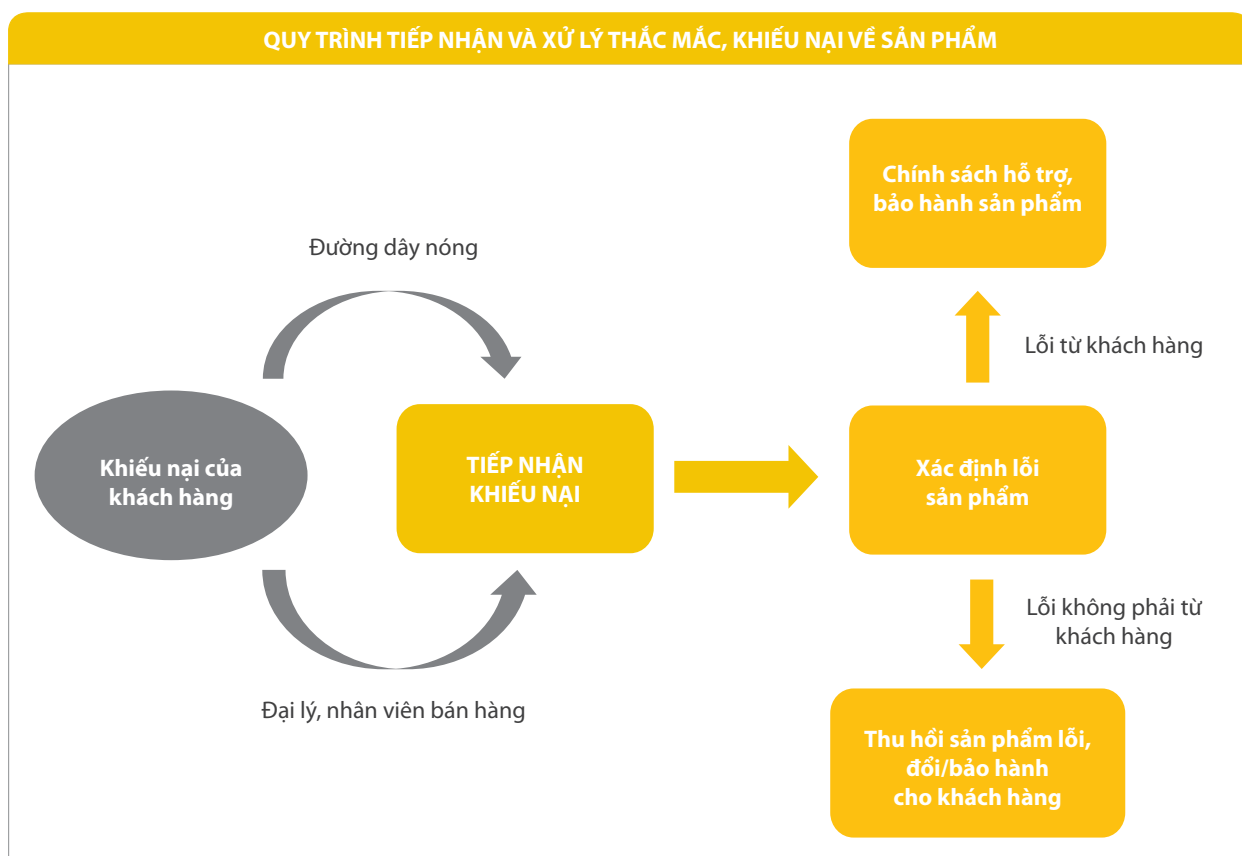 QUY TRÌNH TIẾP NHẬN VÀ XỬ LÝ THẮC MẮC, KHIẾU NẠI VỀ SẢN PHẨM
Đường dây nóng
Khiếu nại của
khách hàng
Đại lý, nhân viên bán hàng
TIẾP NHẬN
KHIẾU NẠI
Xác định lỗi
sản phẩm
Lỗi từ khách hàng
Chính sách hỗ trợ,
bảo hành sản phẩm
Lỗi không phải từ
khách hàng
Thu hồi sản phẩm lỗi,
đổi/bảo hành
cho khách hàng